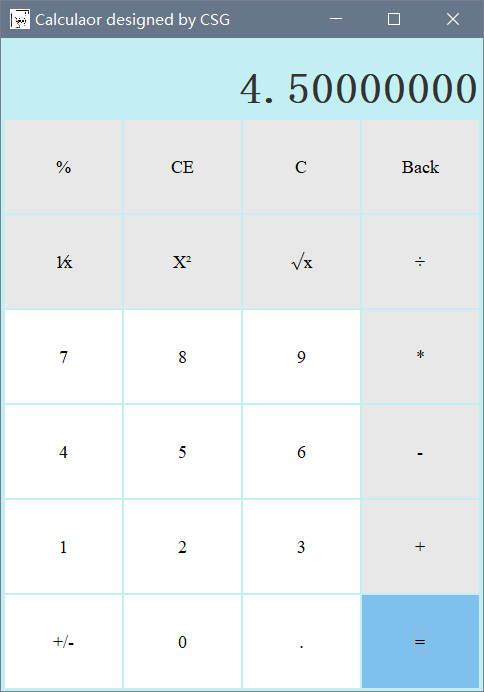 Calculaor designed by CSG
4.50000000
% CE C Back
1⁄x X² √x ÷
7 8 9 *
4 5 6 -
1 2 3 +
+/- 0 . =